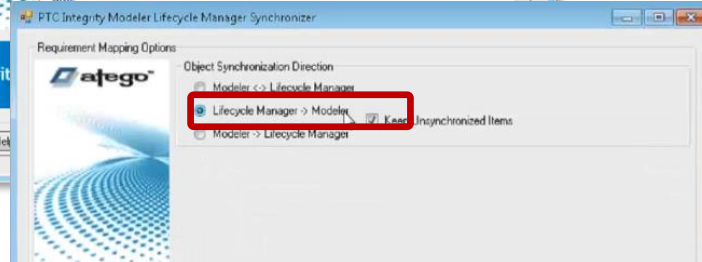 PTC Integrity Modeler Lifecycle Manager Synchronizer
Requirement Mapping Options
atego
Object Synchronization Direction
Modeler <-> Lifecycle Manager
Lifecycle Manager -> Modeler
Keep Unsynchronized Items
Modeler -> Lifecycle Manager